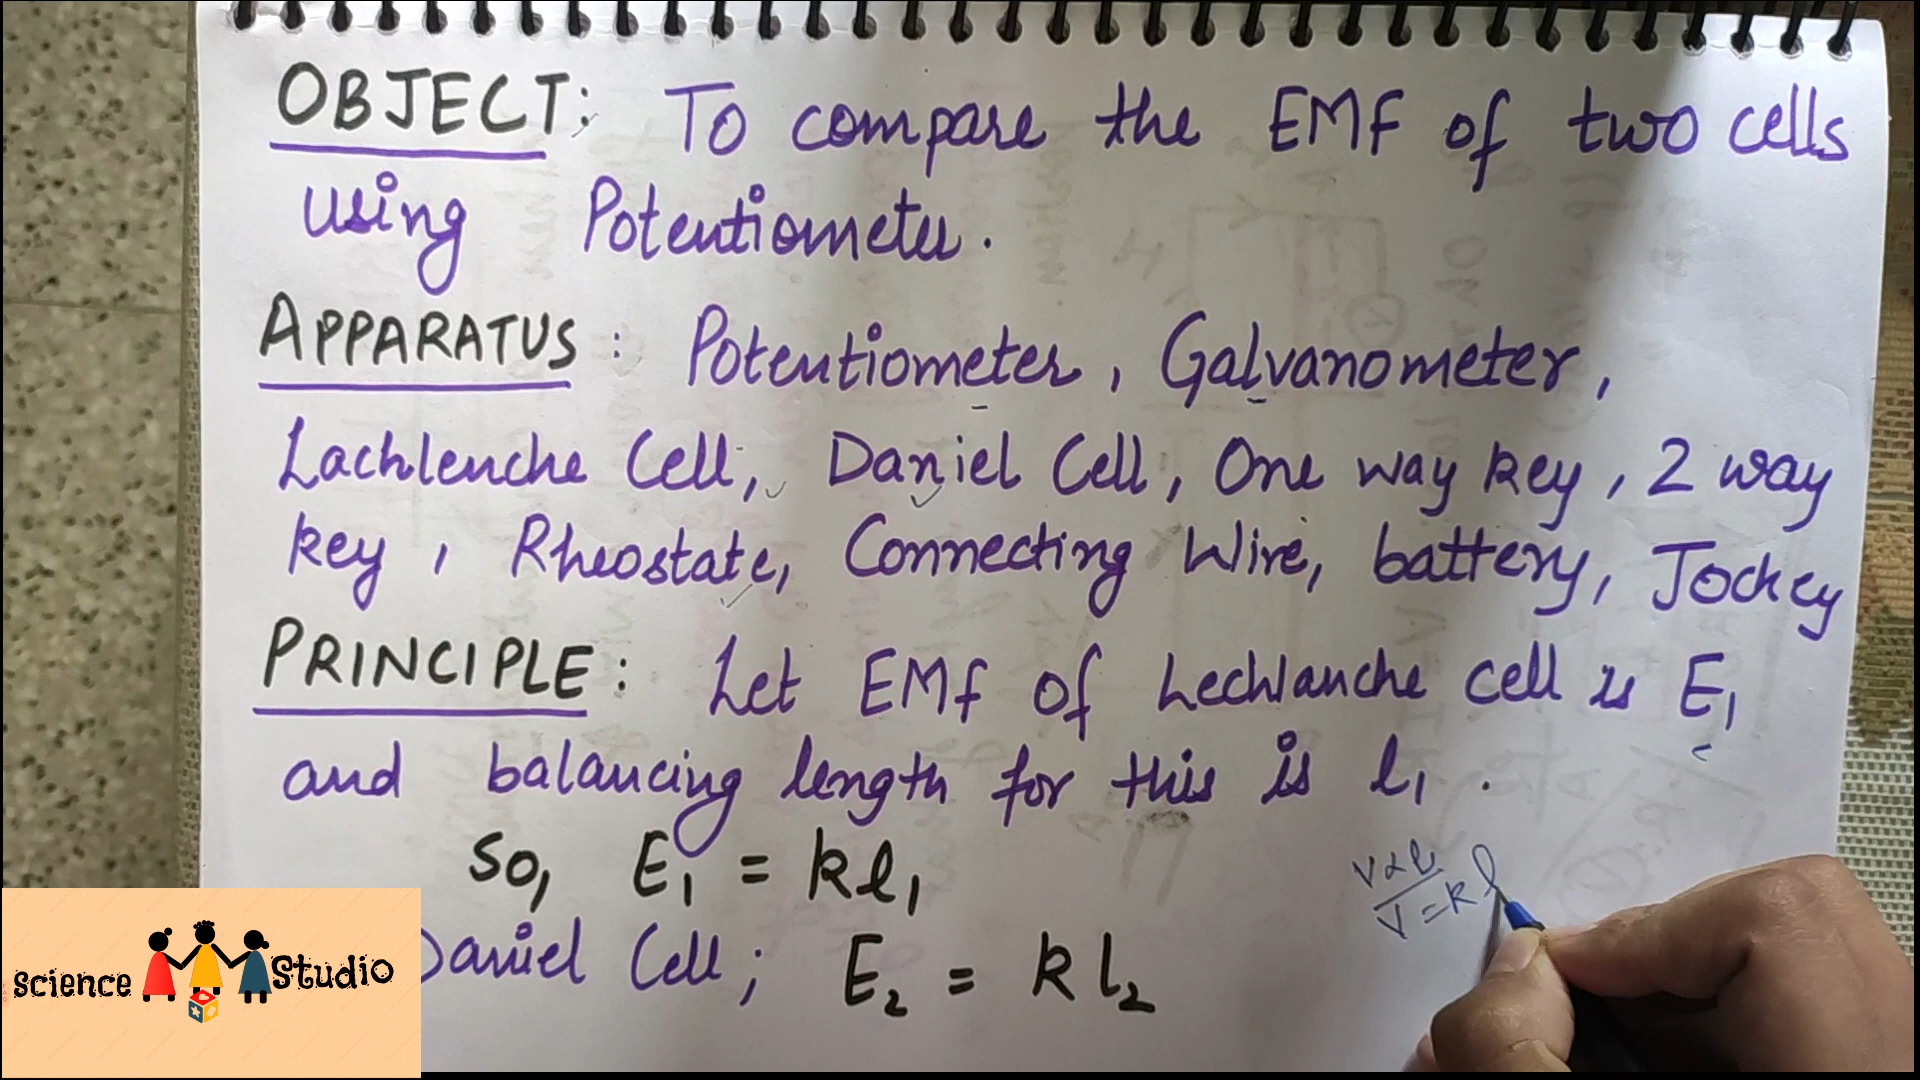 OBJECT: To compare the EMF of two cells
using Potentiometer.
APPARATUS: Potentiometer, Galvanometer,
Lachlenche Cell, Daniel Cell, One way key, 2 way
key, Rheostate, Connecting Wire, battery, Jockey
PRINCIPLE: Let EMf of Lechlanche cell is E₁
and balancing length for this is l₁.
So, E₁ = kl₁
Daniel Cell; E₂ = kl₂
V α l
V = k l
science Studio